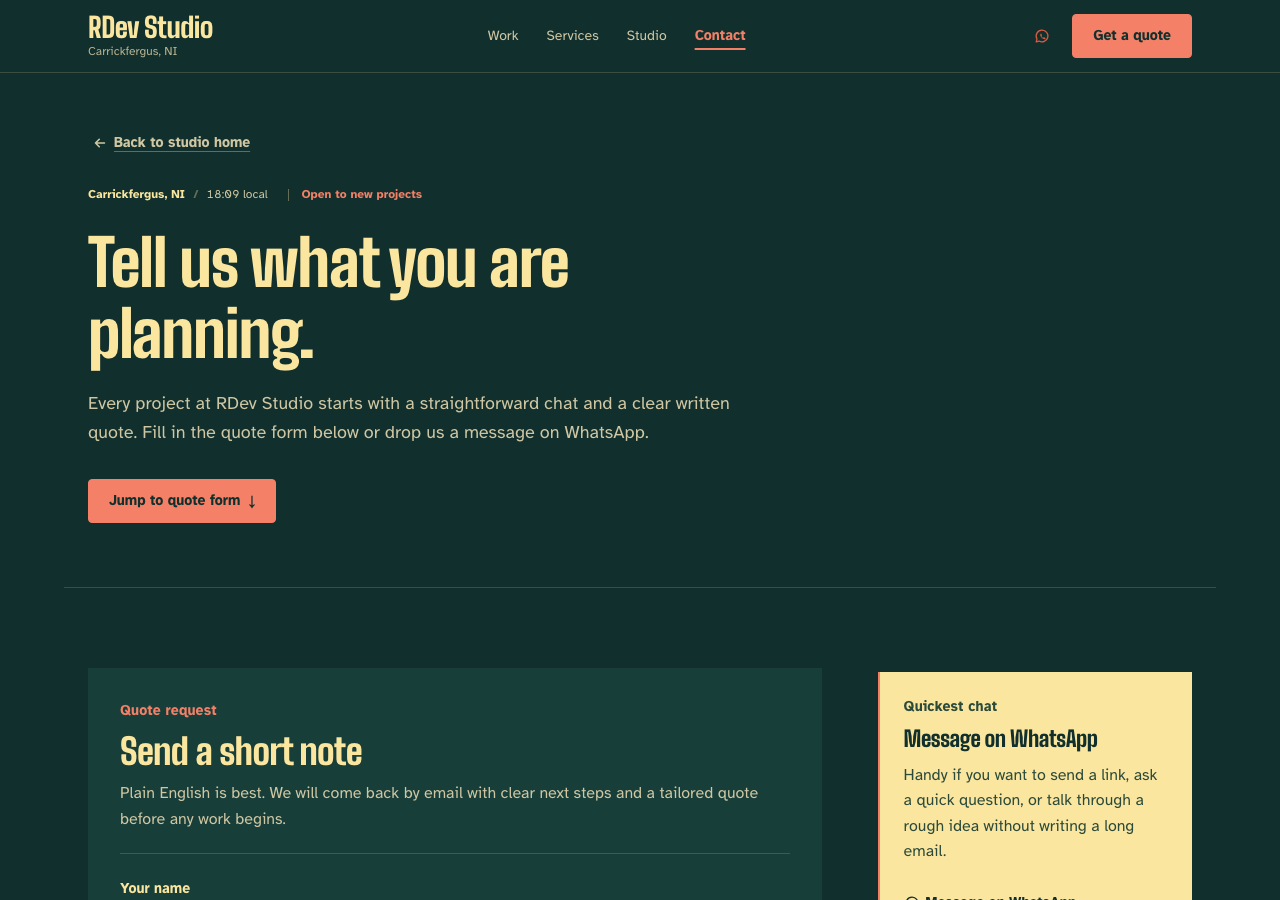 RDev Studio
Carrickfergus, NI
Work
Services
Studio
Contact
Get a quote
← Back to studio home
Carrickfergus, NI / 18:09 local | Open to new projects
Tell us what you are
planning.
Every project at RDev Studio starts with a straightforward chat and a clear written
quote. Fill in the quote form below or drop us a message on WhatsApp.
Jump to quote form ↓
Quote request
Send a short note
Plain English is best. We will come back by email with clear next steps and a tailored quote
before any work begins.
Your name
Quickest chat
Message on WhatsApp
Handy if you want to send a link, ask
a quick question, or talk through a
rough idea without writing a long
email.
Message on WhatsApp